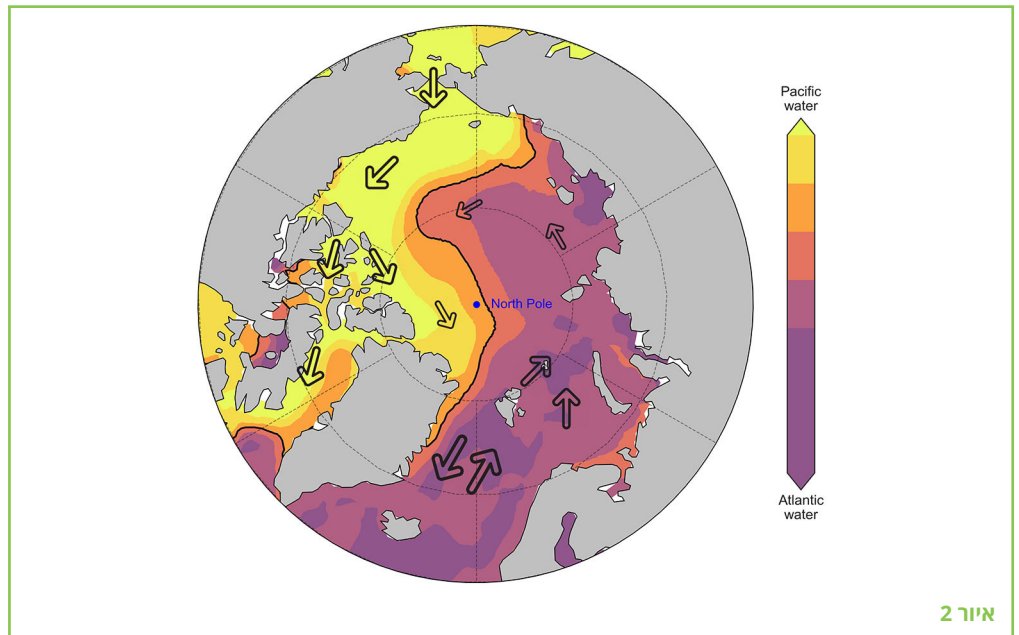 Pacific
water
North Pole
Atlantic
water
איור 2